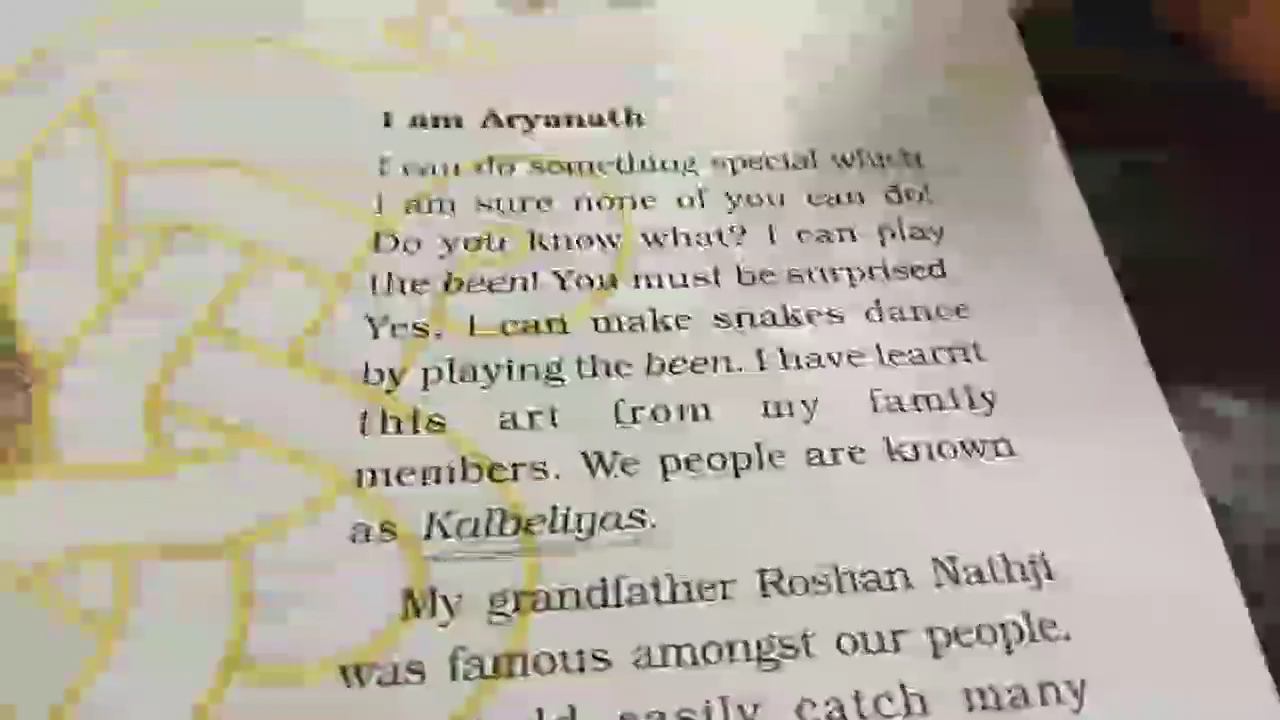 I am Aryanath
I can do something special which
I am sure none of you can do!
Do you know what? I can play
the been! You must be surprised
Yes, I can make snakes dance
by playing the been. I have learnt
this art from my family
members. We people are known
as Kalbeliyas.
My grandfather Roshan Nathji
was famous amongst our people.
easily catch many